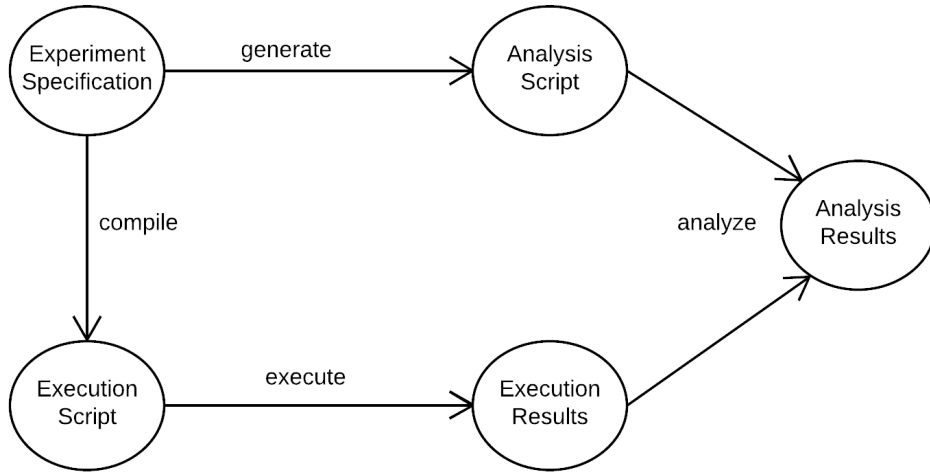 Experiment
Specification
generate
Analysis
Script
compile
analyze
Analysis
Results
Execution
Script
execute
Execution
Results